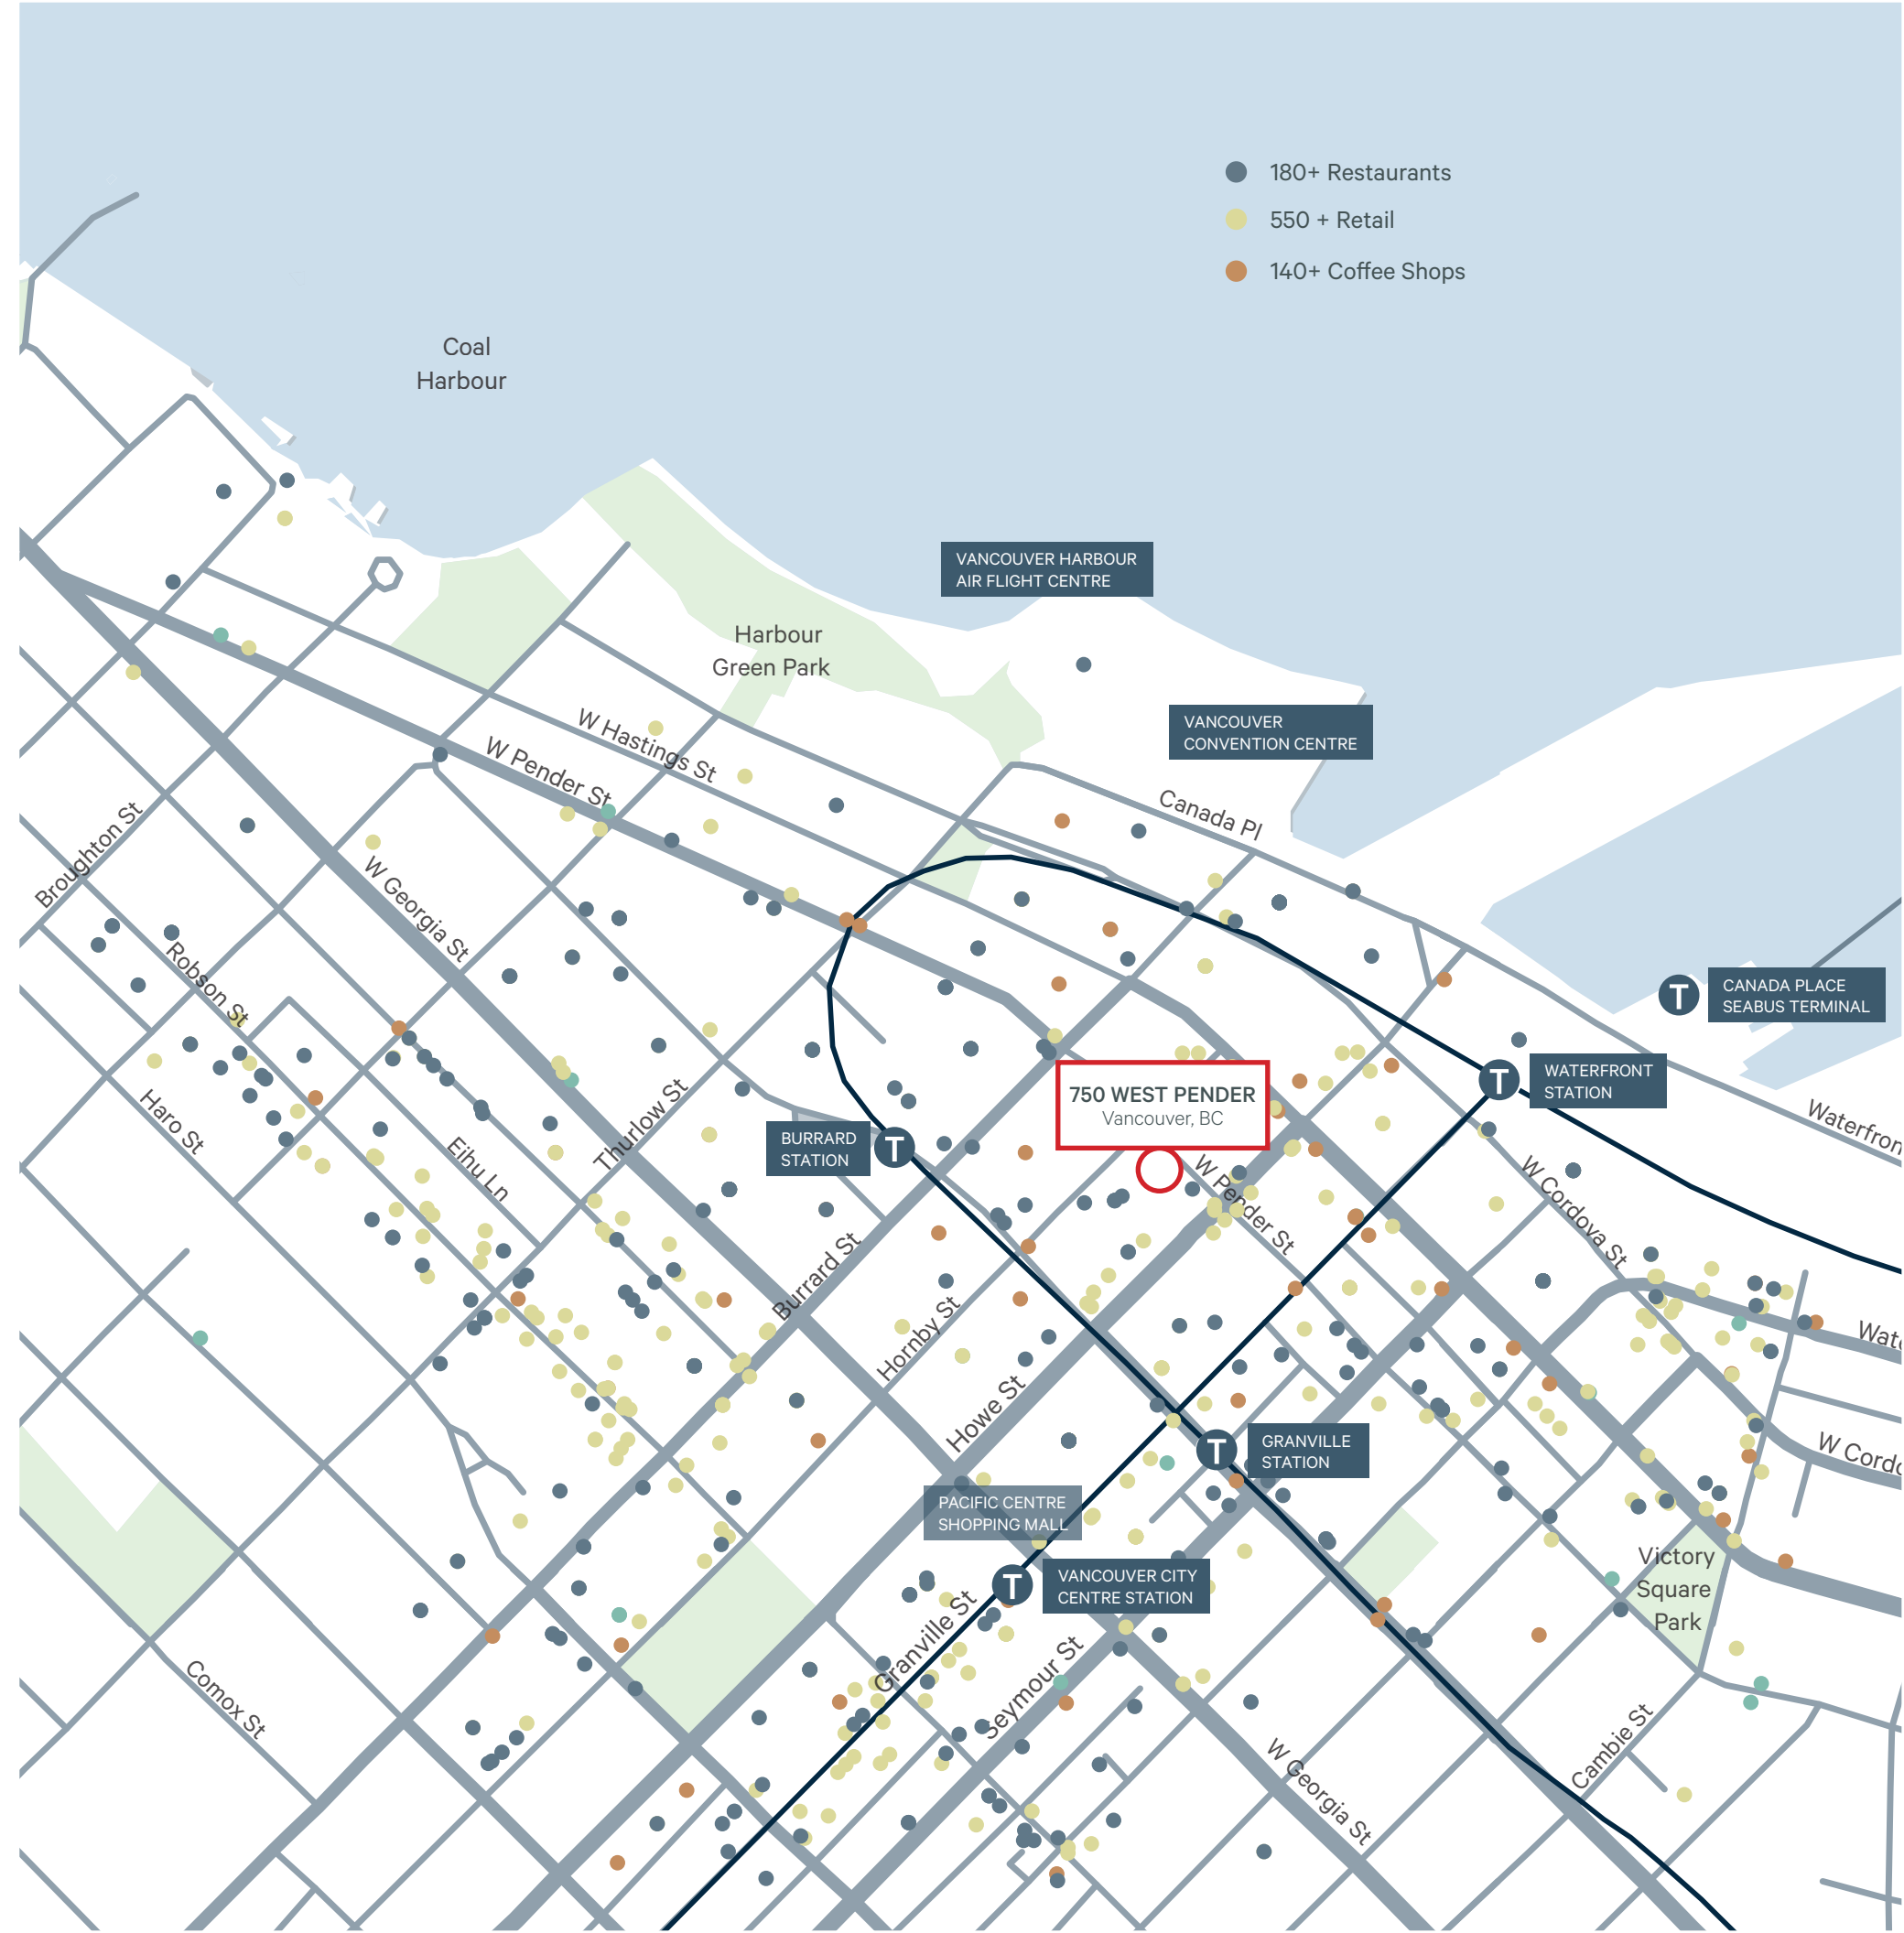 180+ Restaurants
550 + Retail
140+ Coffee Shops
Coal
Harbour
VANCOUVER HARBOUR
AIR FLIGHT CENTRE
Harbour
Green Park
VANCOUVER
CONVENTION CENTRE
W Hastings St
W Pender St
Canada Pl
Broughton St
W Georgia St
Robson St
T
CANADA PLACE
SEABUS TERMINAL
T
WATERFRONT
STATION
750 WEST PENDER
Vancouver, BC
Haro St
Thurlow St
Eihu Ln
T
BURRARD
STATION
Waterfron
W Pender St
W Cordova St
Burrard St
Hornby St
Howe St
Wate
W Cordo
T
GRANVILLE
STATION
PACIFIC CENTRE
SHOPPING MALL
T
VANCOUVER CITY
CENTRE STATION
Victory
Square
Park
Granville St
Seymour St
Comox St
W Georgia St
Cambie St